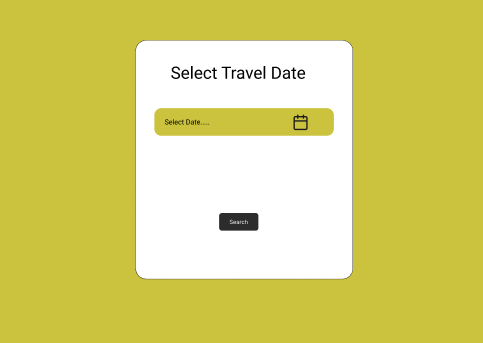 Select Travel Date
Select Date.....
Search